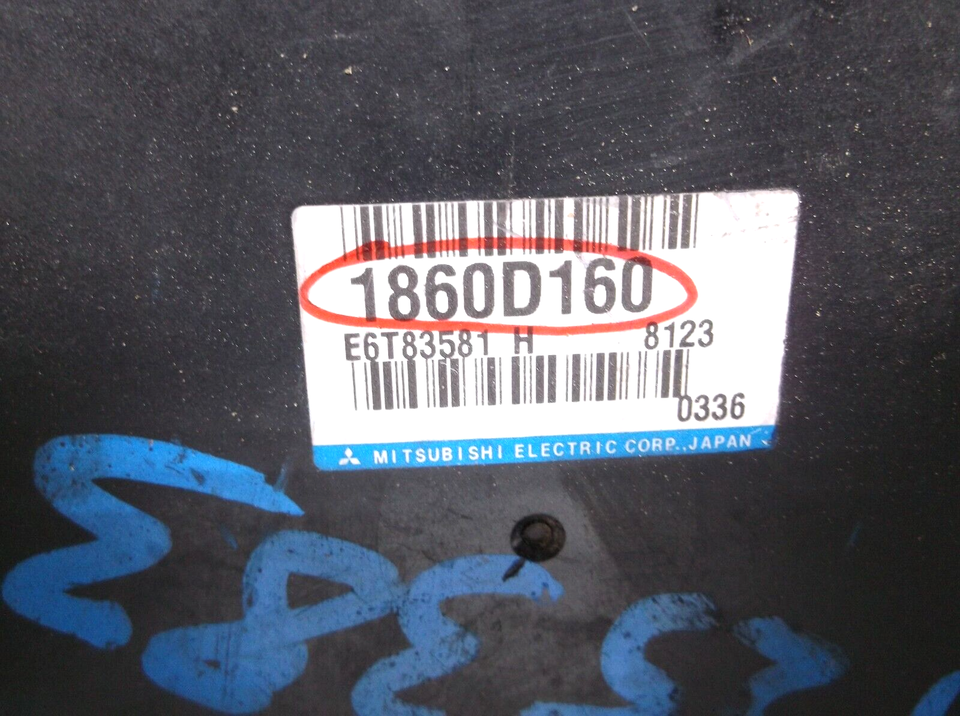 1860D160
E6T83581 H 8123
0336
MITSUBISHI ELECTRIC CORP., JAPAN